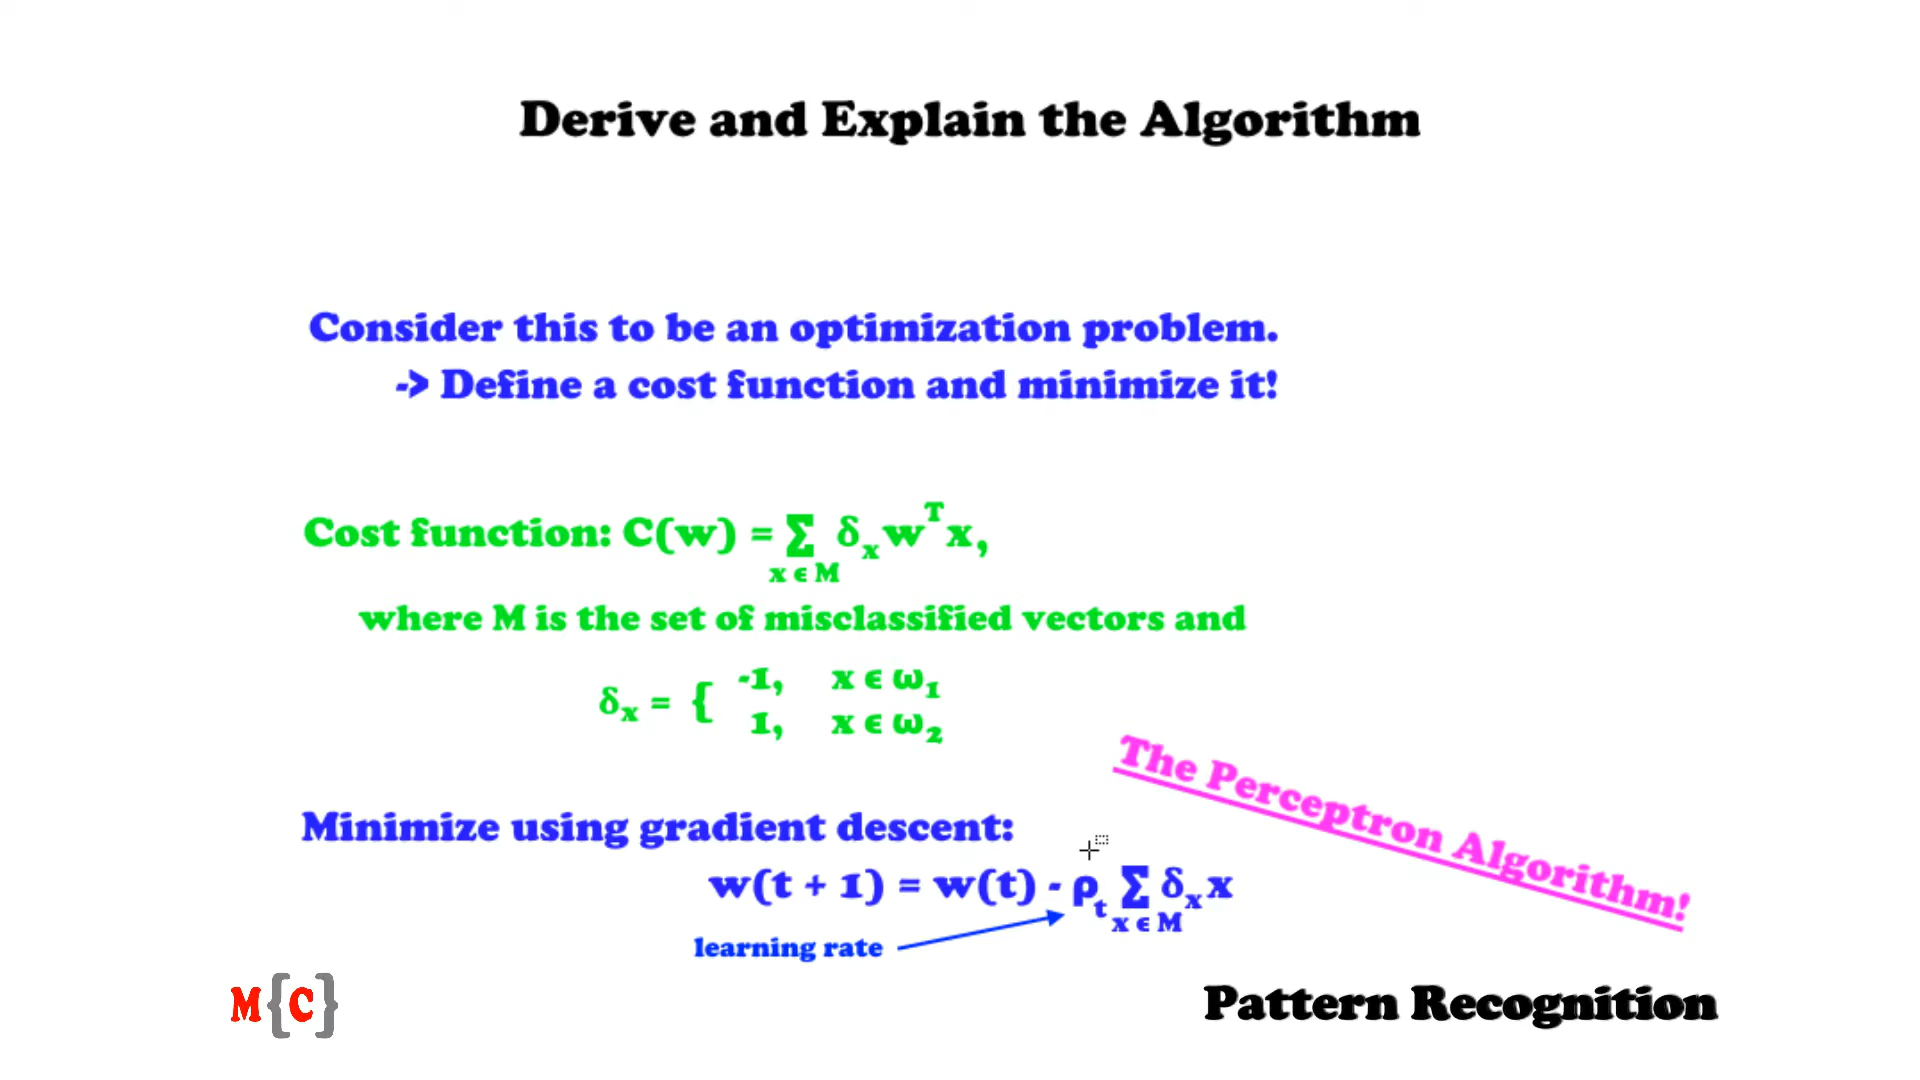 Derive and Explain the Algorithm
Consider this to be an optimization problem.
-> Define a cost function and minimize it!
Cost function: C(w) = Σ δₓwᵀx,
x ϵ M
where M is the set of misclassified vectors and
δₓ = { -1, x ϵ ω₁
1, x ϵ ω₂
The Perceptron Algorithm!
Minimize using gradient descent:
w(t + 1) = w(t) - ρₜ Σ δₓx
x ϵ M
learning rate
M{C}
Pattern Recognition